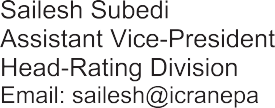 Sailesh Subedi
Assistant Vice-President
Head-Rating Division
Email: sailesh@icranepa